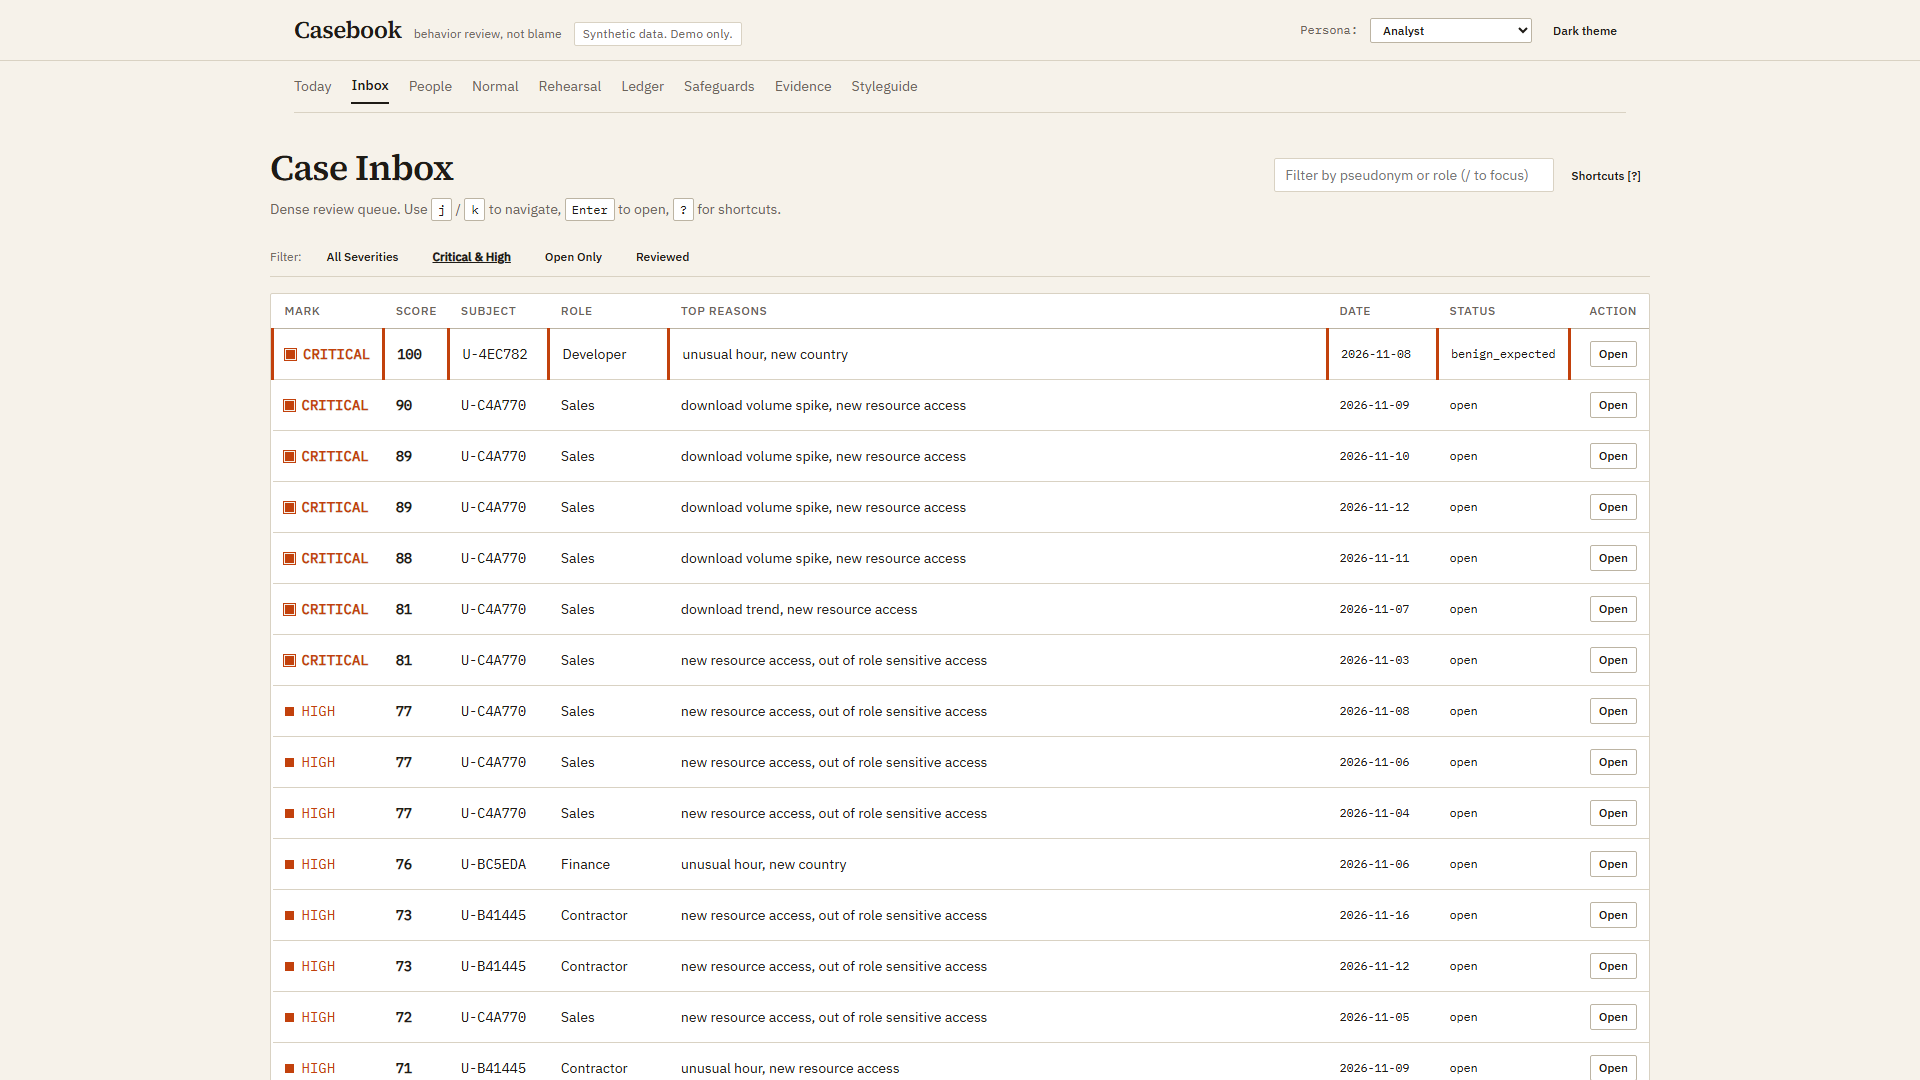 Casebook behavior review, not blame Synthetic data. Demo only. Persona: Analyst Dark theme
Today Inbox People Normal Rehearsal Ledger Safeguards Evidence Styleguide
Case Inbox
Filter by pseudonym or role (/ to focus) Shortcuts [?]
Dense review queue. Use j / k to navigate, Enter to open, ? for shortcuts.
Filter: All Severities Critical & High Open Only Reviewed
MARK SCORE SUBJECT ROLE TOP REASONS DATE STATUS ACTION
CRITICAL 100 U-4EC782 Developer unusual hour, new country 2026-11-08 benign_expected Open
CRITICAL 90 U-C4A770 Sales download volume spike, new resource access 2026-11-09 open Open
CRITICAL 89 U-C4A770 Sales download volume spike, new resource access 2026-11-10 open Open
CRITICAL 89 U-C4A770 Sales download volume spike, new resource access 2026-11-12 open Open
CRITICAL 88 U-C4A770 Sales download volume spike, new resource access 2026-11-11 open Open
CRITICAL 81 U-C4A770 Sales download trend, new resource access 2026-11-07 open Open
CRITICAL 81 U-C4A770 Sales new resource access, out of role sensitive access 2026-11-03 open Open
HIGH 77 U-C4A770 Sales new resource access, out of role sensitive access 2026-11-08 open Open
HIGH 77 U-C4A770 Sales new resource access, out of role sensitive access 2026-11-06 open Open
HIGH 77 U-C4A770 Sales new resource access, out of role sensitive access 2026-11-04 open Open
HIGH 76 U-BC5EDA Finance unusual hour, new country 2026-11-06 open Open
HIGH 73 U-B41445 Contractor new resource access, out of role sensitive access 2026-11-16 open Open
HIGH 73 U-B41445 Contractor new resource access, out of role sensitive access 2026-11-12 open Open
HIGH 72 U-C4A770 Sales new resource access, out of role sensitive access 2026-11-05 open Open
HIGH 71 U-B41445 Contractor unusual hour, new resource access 2026-11-09 open Open